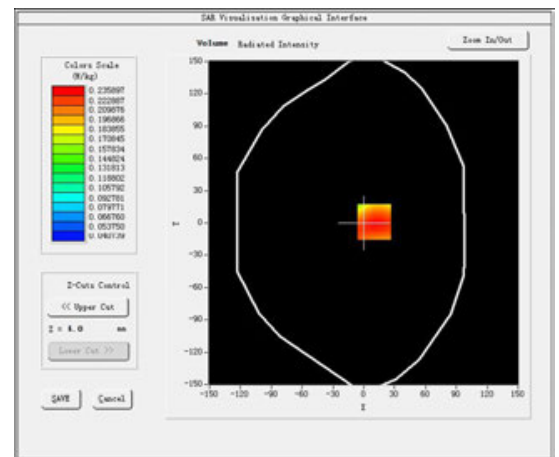 SAR Visualisation Graphical Interface
Volume Radiated Intensity
Zoom In/Out
Colors Scale
(W/kg)
0.235897
0.222887
0.209876
0.196866
0.183855
0.170845
0.157834
0.144824
0.131813
0.118802
0.105792
0.092781
0.079771
0.066760
0.053750
0.040739
Z-Cuts Control
<< Upper Cut
Z = 4.0 mm
Lower Cut >>
SAVE
Cancel
150
120
90
60
30
0
-30
-60
-90
-120
-150
Y
-150 -120 -90 -60 -30 0 30 60 90 120 150
X